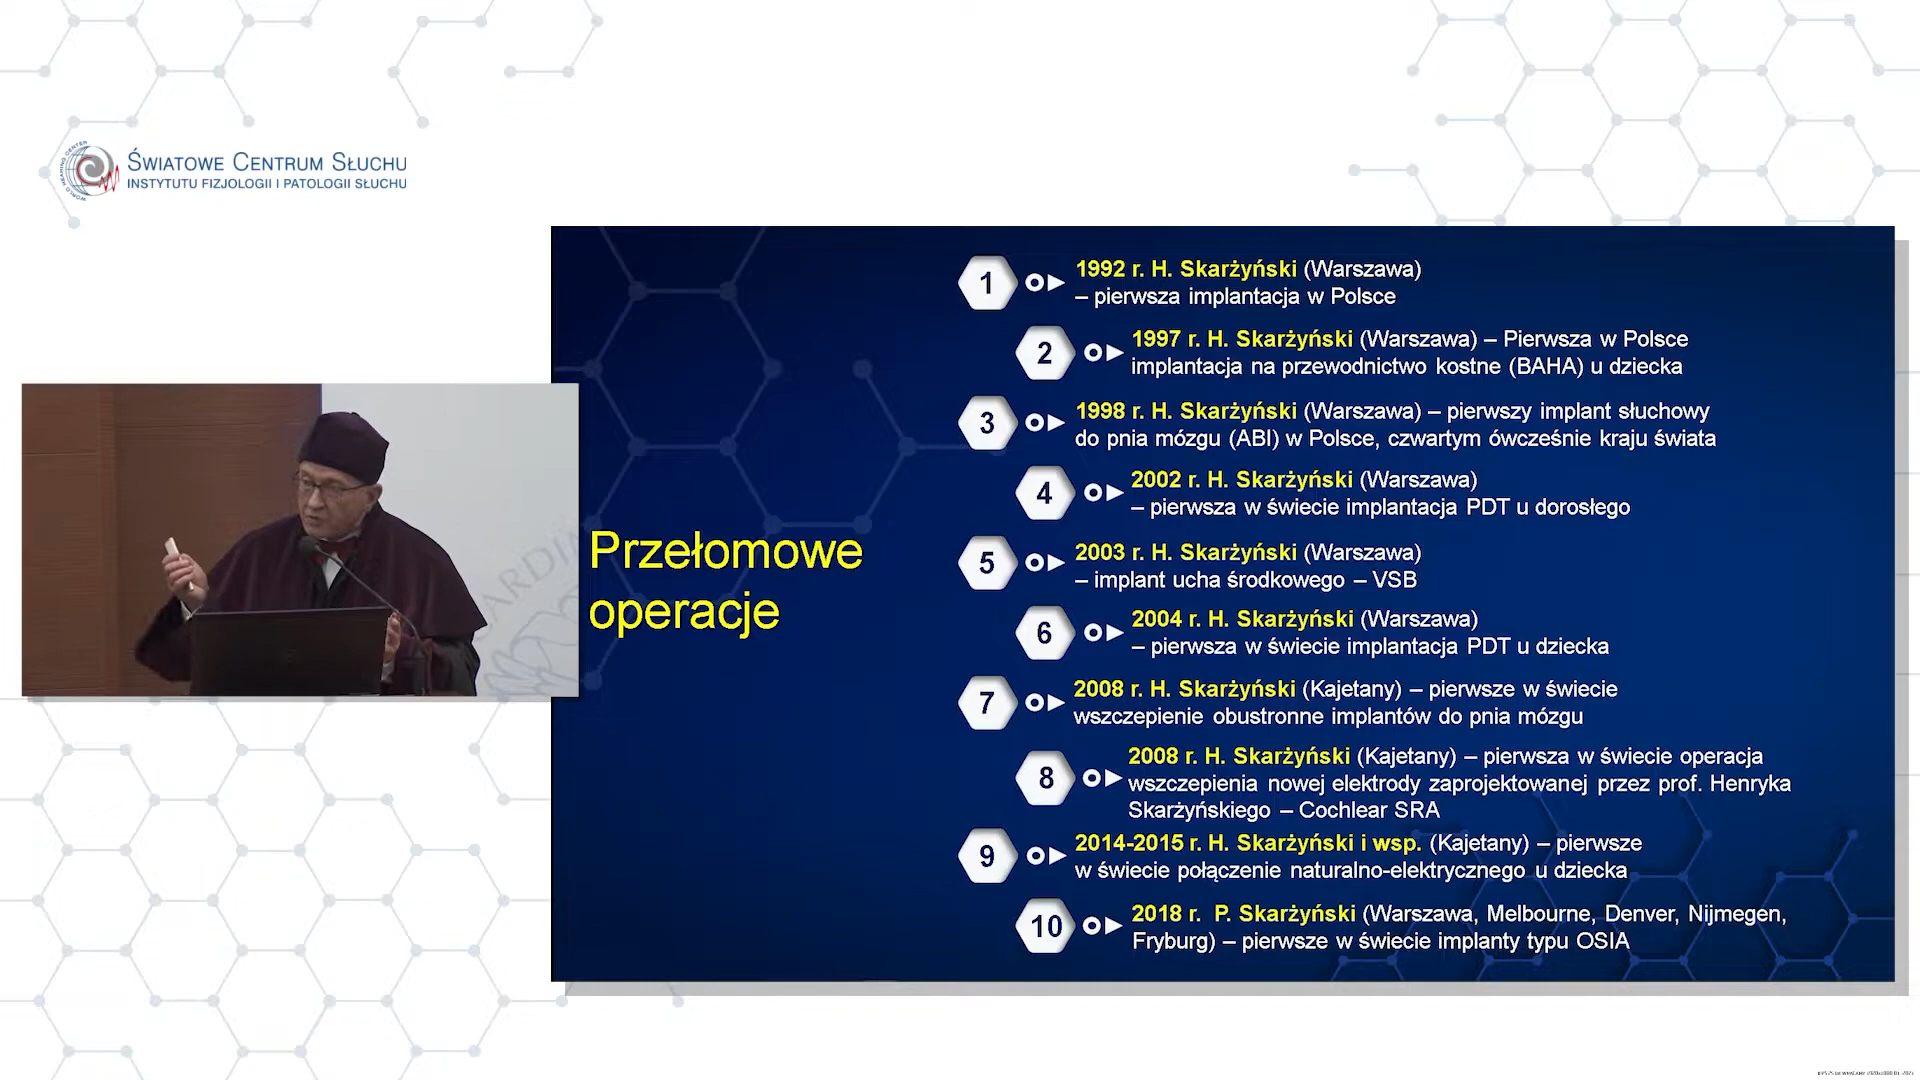 WORLD HEARING CENTER
ŚWIATOWE CENTRUM SŁUCHU
INSTYTUTU FIZJOLOGII I PATOLOGII SŁUCHU
Przełomowe
operacje
1
1992 r. H. Skarżyński (Warszawa)
– pierwsza implantacja w Polsce
2
1997 r. H. Skarżyński (Warszawa) – Pierwsza w Polsce
implantacja na przewodnictwo kostne (BAHA) u dziecka
3
1998 r. H. Skarżyński (Warszawa) – pierwszy implant słuchowy
do pnia mózgu (ABI) w Polsce, czwartym ówcześnie kraju świata
4
2002 r. H. Skarżyński (Warszawa)
– pierwsza w świecie implantacja PDT u dorosłego
5
2003 r. H. Skarżyński (Warszawa)
– implant ucha środkowego – VSB
6
2004 r. H. Skarżyński (Warszawa)
– pierwsza w świecie implantacja PDT u dziecka
7
2008 r. H. Skarżyński (Kajetany) – pierwsze w świecie
wszczepienie obustronne implantów do pnia mózgu
8
2008 r. H. Skarżyński (Kajetany) – pierwsza w świecie operacja
wszczepienia nowej elektrody zaprojektowanej przez prof. Henryka
Skarżyńskiego – Cochlear SRA
9
2014-2015 r. H. Skarżyński i wsp. (Kajetany) – pierwsze
w świecie połączenie naturalno-elektrycznego u dziecka
10
2018 r. P. Skarżyński (Warszawa, Melbourne, Denver, Nijmegen,
Fryburg) – pierwsze w świecie implanty typu OSIA